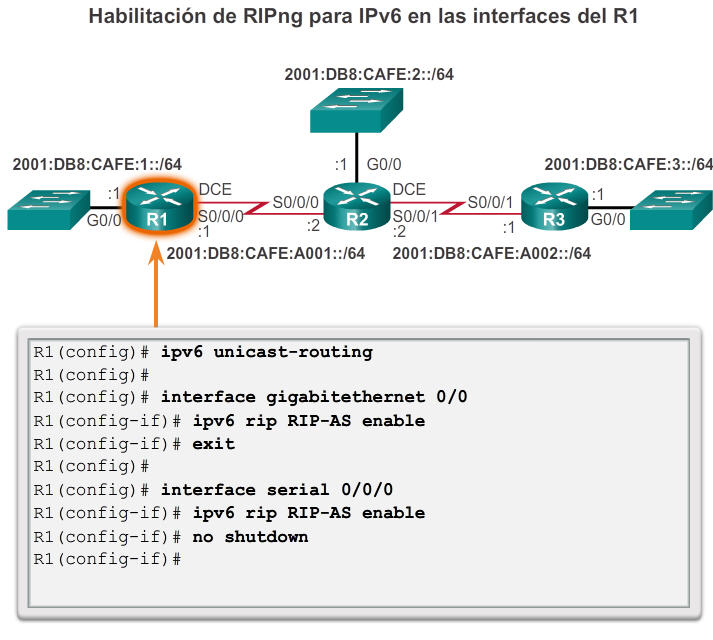 Habilitación de RIPng para IPv6 en las interfaces del R1
2001:DB8:CAFE:2::/64
:1
G0/0
2001:DB8:CAFE:1::/64
2001:DB8:CAFE:3::/64
:1
G0/0
R1
DCE
S0/0/0
:1
S0/0/0
:2
R2
DCE
S0/0/1
:2
S0/0/1
:1
R3
:1
G0/0
2001:DB8:CAFE:A001::/64
2001:DB8:CAFE:A002::/64
R1(config)# ipv6 unicast-routing
R1(config)#
R1(config)# interface gigabitethernet 0/0
R1(config-if)# ipv6 rip RIP-AS enable
R1(config-if)# exit
R1(config)#
R1(config)# interface serial 0/0/0
R1(config-if)# ipv6 rip RIP-AS enable
R1(config-if)# no shutdown
R1(config-if)#